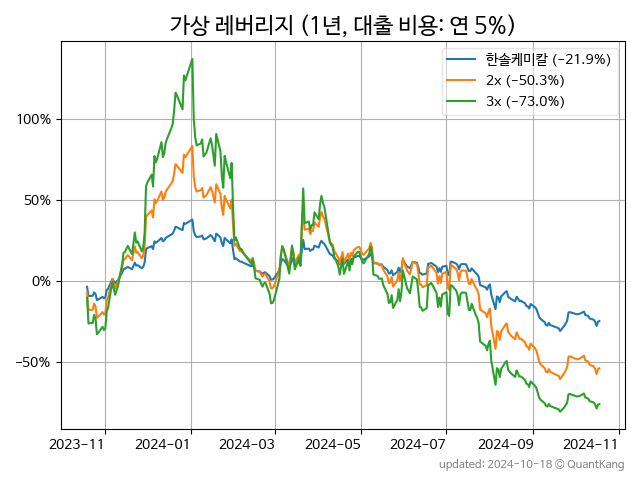 가상 레버리지 (1년, 대출 비용: 연 5%)
한솔케미칼 (−21.9%)
2x (−50.3%)
3x (−73.0%)
100%
50%
0%
−50%
2023-11 2024-01 2024-03 2024-05 2024-07 2024-09 2024-11
updated: 2024-10-18 © QuantKang